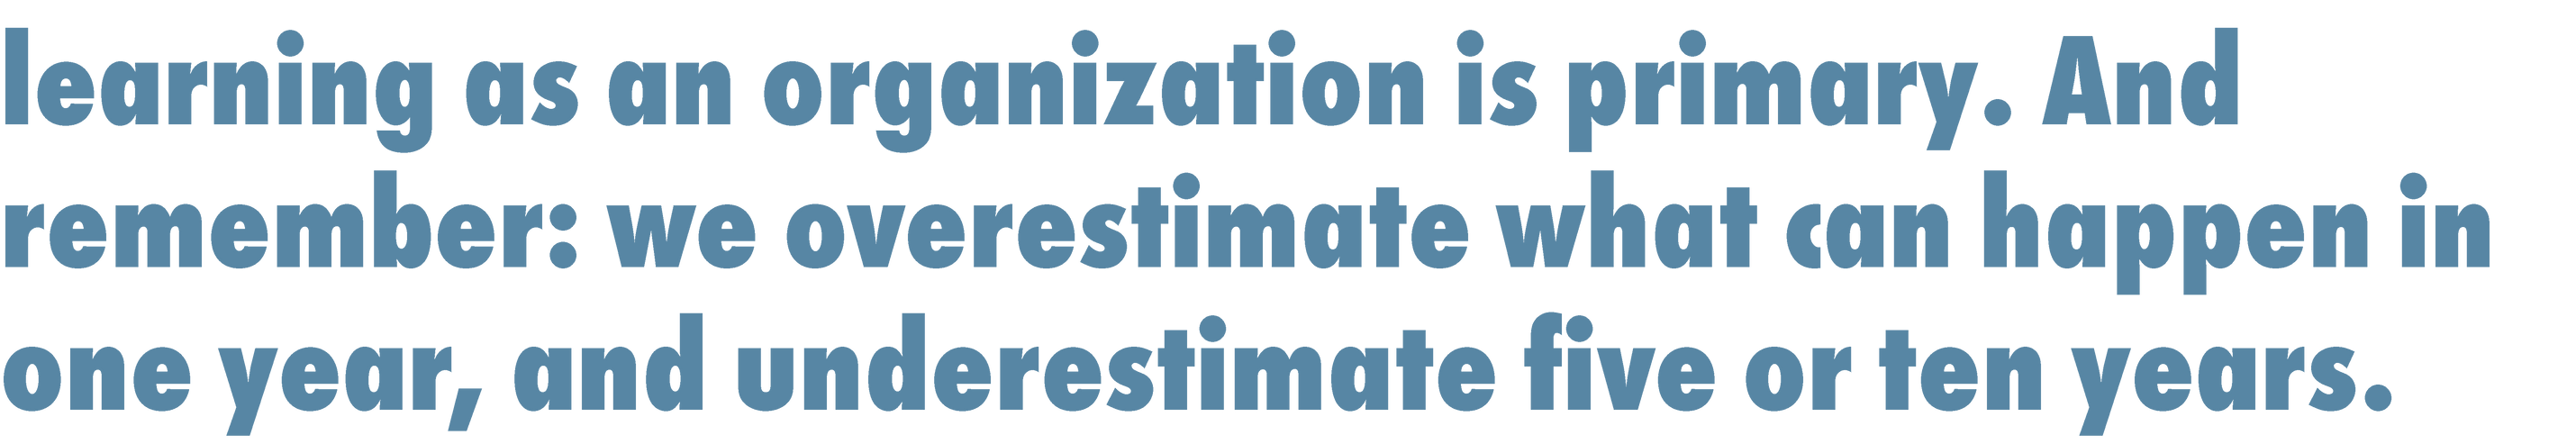 learning as an organization is primary. And
remember: we overestimate what can happen in
one year, and underestimate five or ten years.